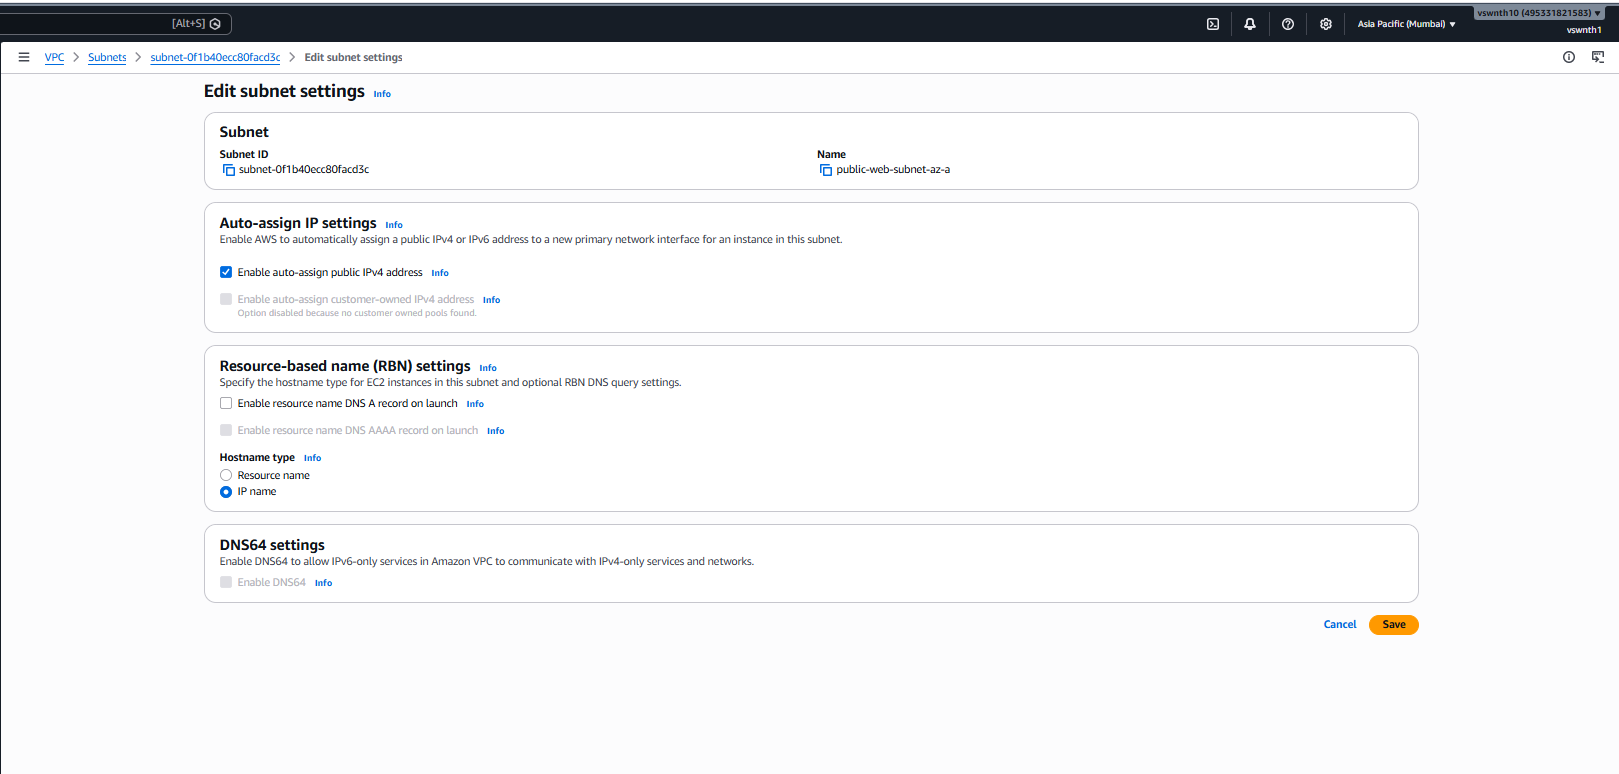 [Alt+S]
Asia Pacific (Mumbai)
vswnth10 (495331821583)
vswnth1
VPC > Subnets > subnet-0f1b40ecc80facd3c > Edit subnet settings
Edit subnet settings Info
Subnet
Subnet ID
subnet-0f1b40ecc80facd3c
Name
public-web-subnet-az-a
Auto-assign IP settings Info
Enable AWS to automatically assign a public IPv4 or IPv6 address to a new primary network interface for an instance in this subnet.
Enable auto-assign public IPv4 address Info
Enable auto-assign customer-owned IPv4 address Info
Option disabled because no customer owned pools found.
Resource-based name (RBN) settings Info
Specify the hostname type for EC2 instances in this subnet and optional RBN DNS query settings.
Enable resource name DNS A record on launch Info
Enable resource name DNS AAAA record on launch Info
Hostname type Info
Resource name
IP name
DNS64 settings
Enable DNS64 to allow IPv6-only services in Amazon VPC to communicate with IPv4-only services and networks.
Enable DNS64 Info
Cancel Save